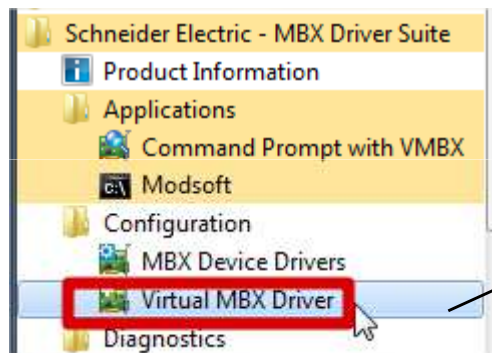 Schneider Electric - MBX Driver Suite
Product Information
Applications
Command Prompt with VMBX
C:\
Modsoft
Configuration
MBX Device Drivers
Virtual MBX Driver
Diagnostics